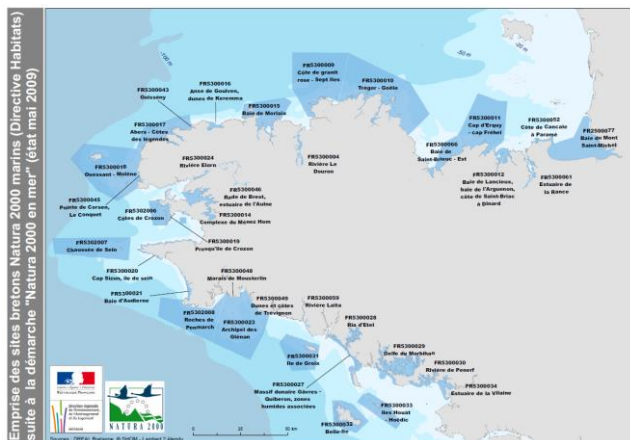 Emprise des sites bretons Natura 2000 marins (Directive Habitats)
suite à la démarche "Natura 2000 en mer" (état mai 2009)
-100 m
-50 m
-20 m
FR5300009
Côte de granit
rose - Sept Iles
FR5300010
Trégor - Goëlo
FR5300016
Anse de Goulven,
dunes de Keremma
FR5300043
Guissény
FR5300015
Baie de Morlaix
FR5300017
Abers - Côtes
des légendes
FR5300011
Cap d'Erquy
- cap Fréhel
FR5300052
Côte de Cancale
à Paramé
FR2500077
Baie du Mont
Saint-Michel
FR5300066
Baie de
Saint-Brieuc - Est
FR5300018
Ouessant - Molène
FR5300024
Rivière Elorn
FR5300004
Rivière Le
Douron
FR5300012
Baie de Lancieux,
baie de l'Arguenon,
côte de Saint-Briac
à Dinard
FR5300061
Estuaire de
la Rance
FR5300045
Pointe de Corsen,
Le Conquet
FR5300046
Rade de Brest,
estuaire de l'Aulne
FR5302006
Côtes de Crozon
FR5300014
Complexe du Menez Hom
FR5302007
Chaussée de Sein
FR5300019
Presqu'île de Crozon
FR5300020
Cap Sizun, île de sein
FR5300048
Marais de Mousterlin
FR5300021
Baie d'Audierne
FR5300049
Dunes et côtes
de Trévignon
FR5300059
Rivière Laïta
FR5300028
Ria d'Etel
FR5302008
Roches de
Penmarch
FR5300023
Archipel des
Glénan
FR5300029
Golfe du Morbihan
FR5300030
Rivière de Penerf
FR5300031
Ile de Groix
FR5300034
Estuaire de la Vilaine
FR5300027
Massif dunaire Gâvres -
Quiberon, zones
humides associées
FR5300033
Iles Houat
- Hoëdic
FR5300032
Belle-Ile
NATURA 2000